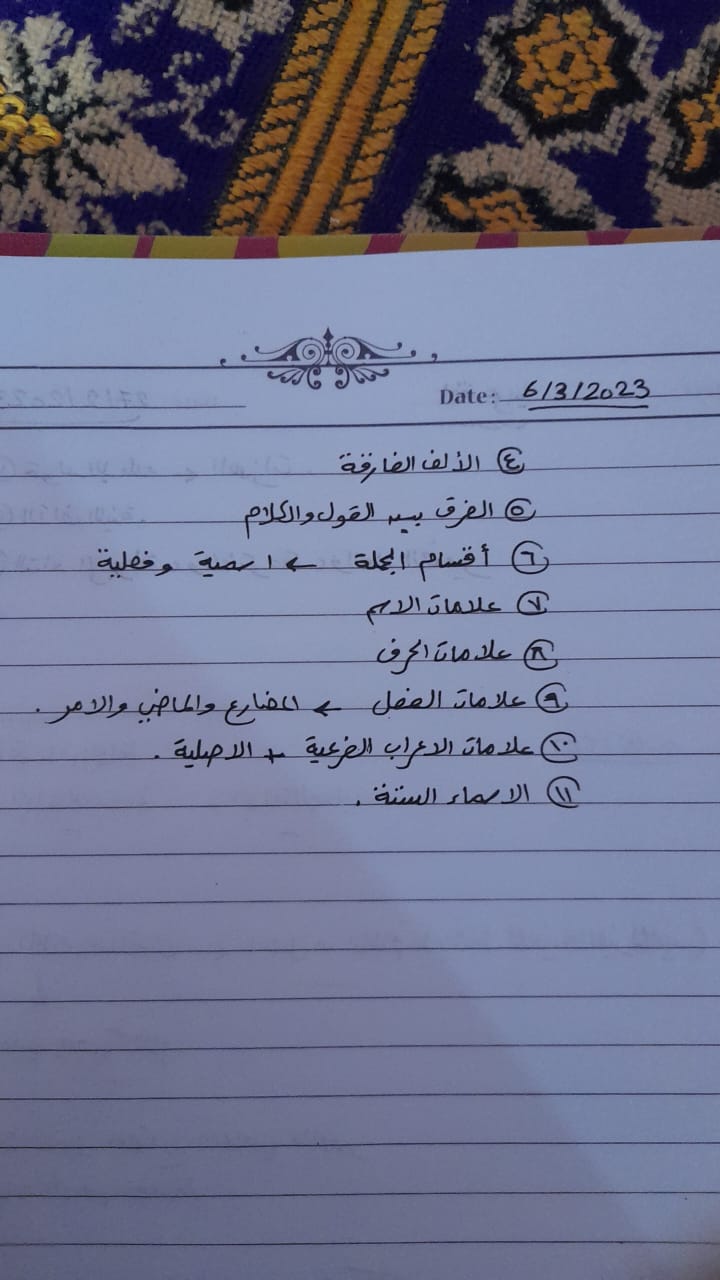 Date: 6/3/2023
٤ الألف الفارقة
٥ الفرق بين القول والكلام
٦ أقسام الجملة ← اسمية وفعلية
٧ علامات الاسم
٨ علامات الحرف
٩ علامات الفعل ← المضارع والماضي والامر .
١٠ علامات الاعراب الفرعية + الاصلية .
١١ الاسماء الستة .